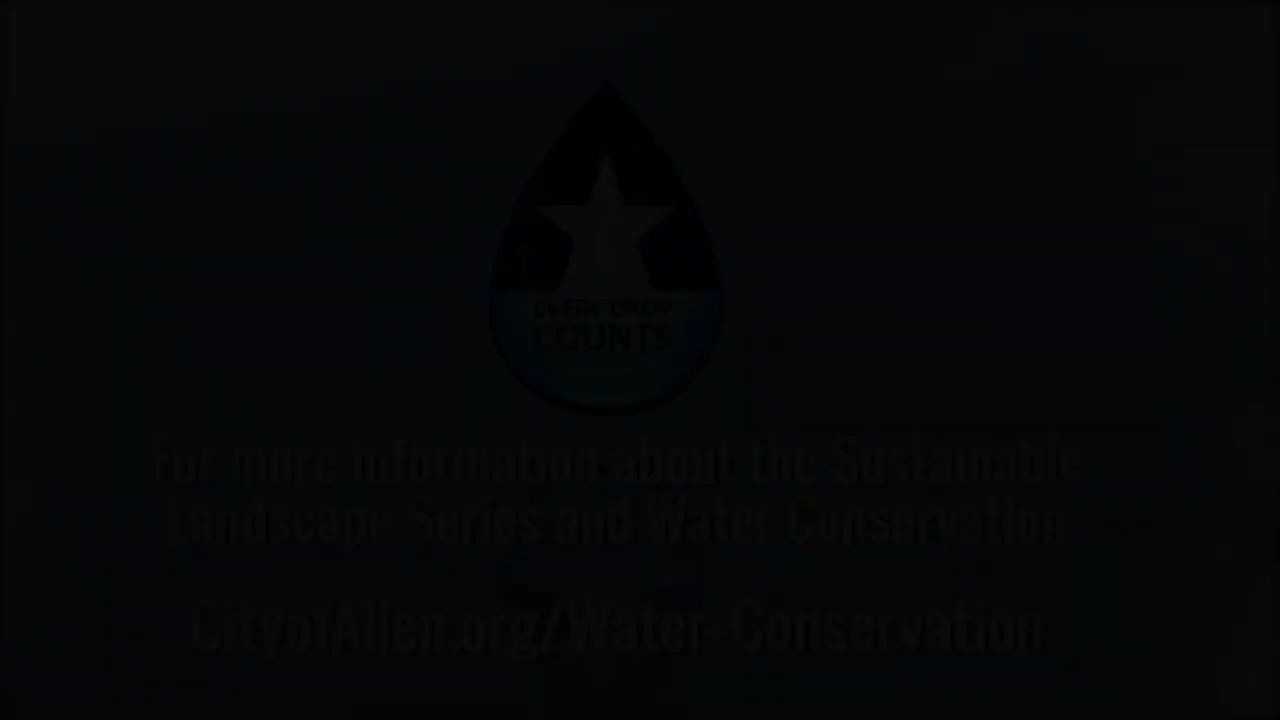 EVERY DROP
COUNTS
For more information about the Sustainable
Landscape Series and Water Conservation
CityofAllen.org/Water-Conservation